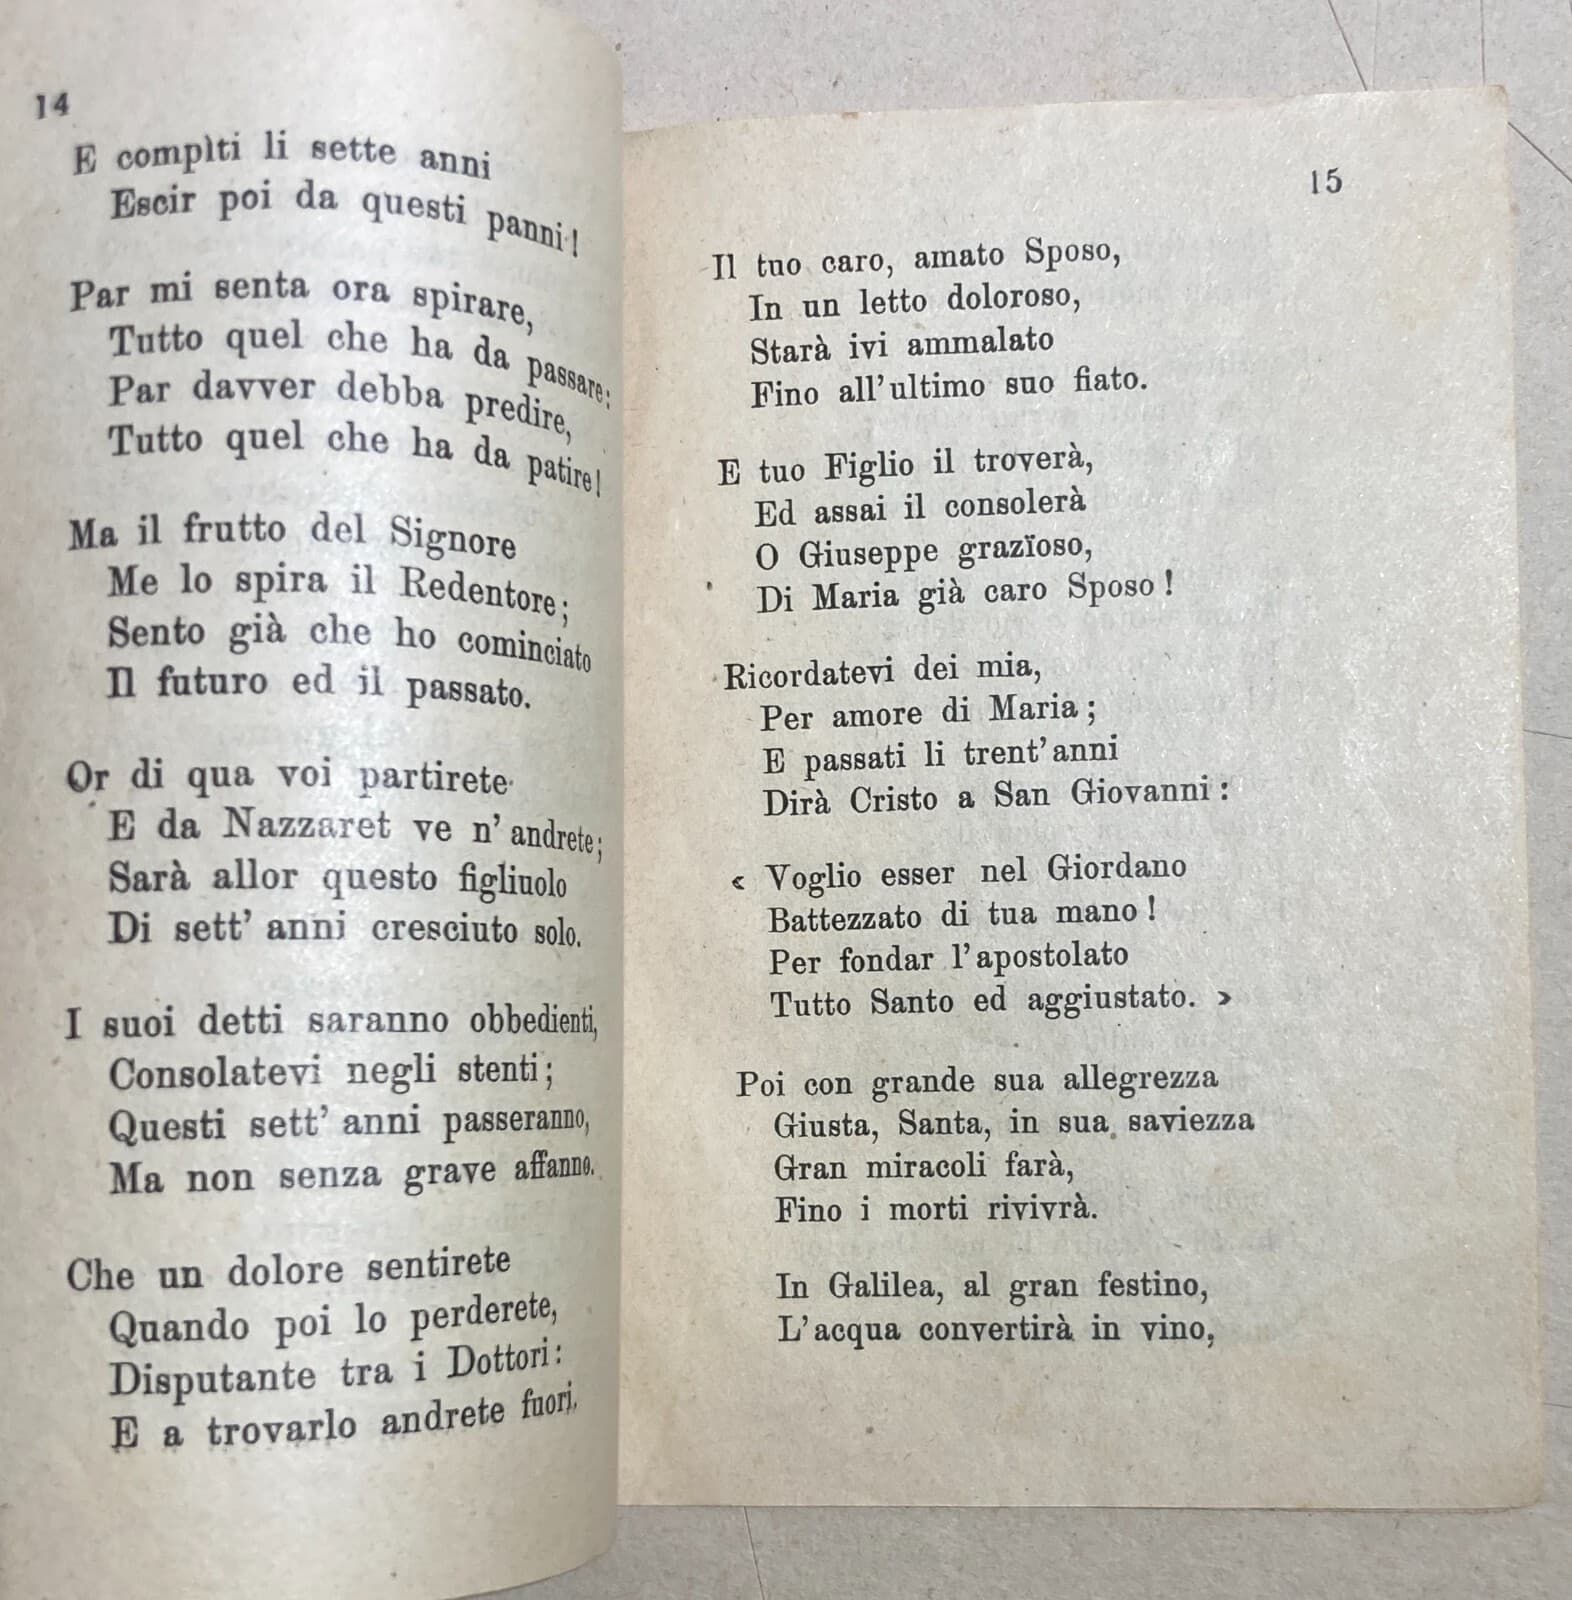 14
E compìti li sette anni
Escir poi da questi panni!
Par mi senta ora spirare,
Tutto quel che ha da passare:
Par davver debba predire,
Tutto quel che ha da patire!
Ma il frutto del Signore
Me lo spira il Redentore;
Sento già che ho cominciato
Il futuro ed il passato.
Or di qua voi partirete
E da Nazzaret ve n' andrete;
Sarà allor questo figliuolo
Di sett' anni cresciuto solo.
I suoi detti saranno obbedienti,
Consolatevi negli stenti;
Questi sett' anni passeranno,
Ma non senza grave affanno.
Che un dolore sentirete
Quando poi lo perderete,
Disputante tra i Dottori:
E a trovarlo andrete fuori.
15
Il tuo caro, amato Sposo,
In un letto doloroso,
Starà ivi ammalato
Fino all'ultimo suo fiato.
E tuo Figlio il troverà,
Ed assai il consolerà
O Giuseppe grazïoso,
Di Maria già caro Sposo!
Ricordatevi dei mia,
Per amore di Maria;
E passati li trent'anni
Dirà Cristo a San Giovanni:
« Voglio esser nel Giordano
Battezzato di tua mano!
Per fondar l'apostolato
Tutto Santo ed aggiustato. »
Poi con grande sua allegrezza
Giusta, Santa, in sua saviezza
Gran miracoli farà,
Fino i morti rivivrà.
In Galilea, al gran festino,
L'acqua convertirà in vino,